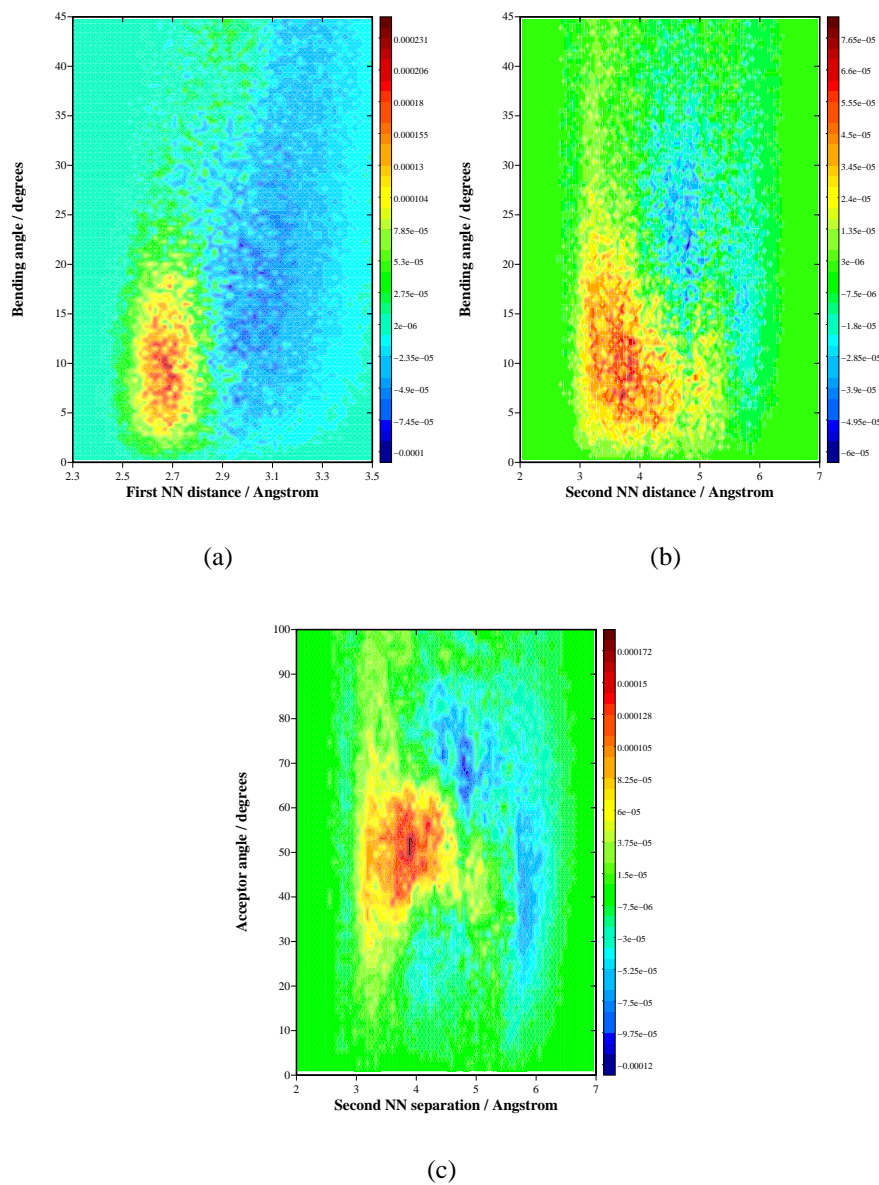 45
40
35
30
25
20
15
10
5
0
Bending angle / degrees
2.3 2.5 2.7 2.9 3.1 3.3 3.5
First NN distance / Angstrom
0.000231
0.000206
0.00018
0.000155
0.00013
0.000104
7.85e−05
5.3e−05
2.75e−05
2e−06
−2.35e−05
−4.9e−05
−7.45e−05
−0.0001
(a)
45
40
35
30
25
20
15
10
5
0
Bending angle / degrees
2 3 4 5 6 7
Second NN distance / Angstrom
7.65e−05
6.6e−05
5.55e−05
4.5e−05
3.45e−05
2.4e−05
1.35e−05
3e−06
−7.5e−06
−1.8e−05
−2.85e−05
−3.9e−05
−4.95e−05
−6e−05
(b)
100
90
80
70
60
50
40
30
20
10
0
Acceptor angle / degrees
2 3 4 5 6 7
Second NN separation / Angstrom
0.000172
0.00015
0.000128
0.000105
8.25e−05
6e−05
3.75e−05
1.5e−05
−7.5e−06
−3e−05
−5.25e−05
−7.5e−05
−9.75e−05
−0.00012
(c)